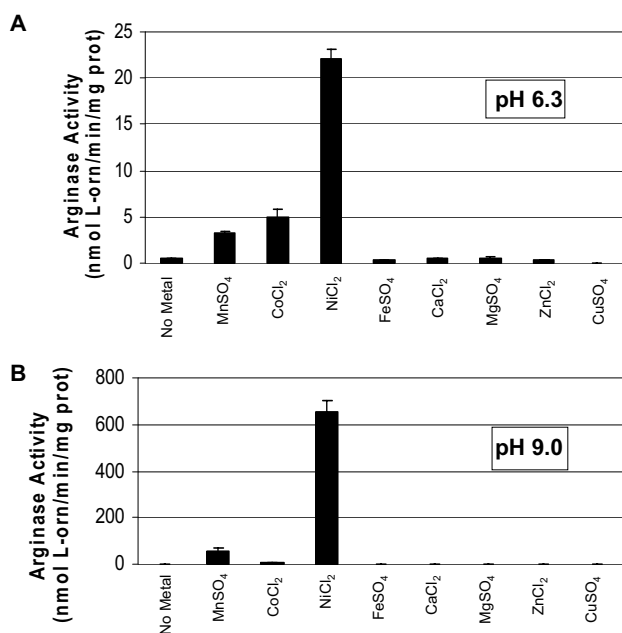 A
Arginase Activity
(nmol L-orn/min/mg prot)
25
20
15
10
5
0
pH 6.3
No Metal
MnSO₄
CoCl₂
NiCl₂
FeSO₄
CaCl₂
MgSO₄
ZnCl₂
CuSO₄
B
Arginase Activity
(nmol L-orn/min/mg prot)
800
600
400
200
0
pH 9.0
No Metal
MnSO₄
CoCl₂
NiCl₂
FeSO₄
CaCl₂
MgSO₄
ZnCl₂
CuSO₄